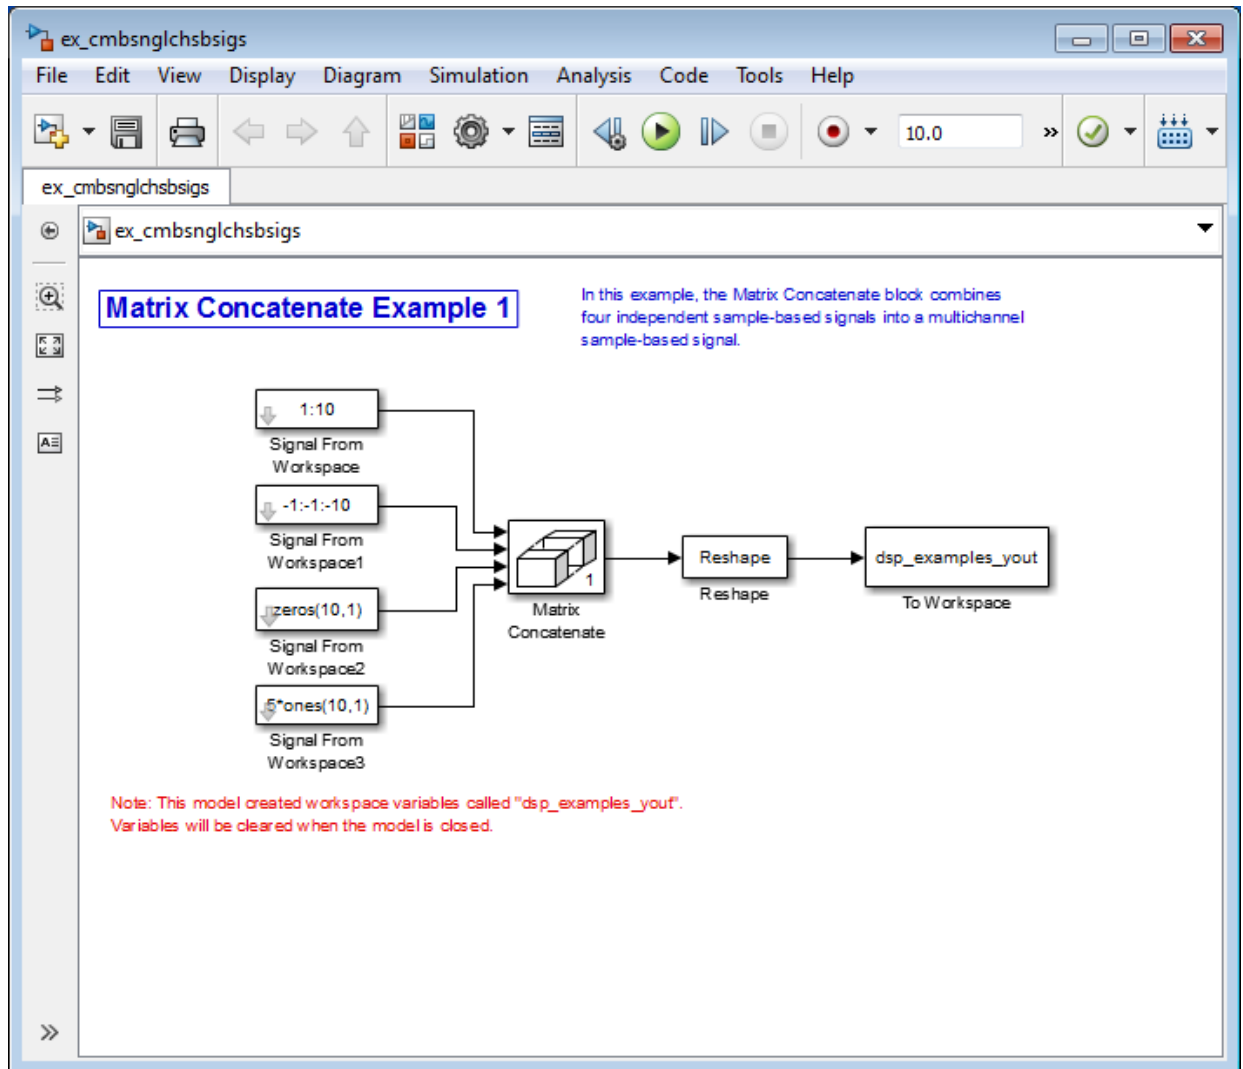 ex_cmbsnglchsbsigs
File Edit View Display Diagram Simulation Analysis Code Tools Help
10.0
ex_cmbsnglchsbsigs
ex_cmbsnglchsbsigs
Matrix Concatenate Example 1
In this example, the Matrix Concatenate block combines
four independent sample-based signals into a multichannel
sample-based signal.
1:10
Signal From
Workspace
-1:-1:-10
Signal From
Workspace1
zeros(10,1)
Signal From
Workspace2
5*ones(10,1)
Signal From
Workspace3
1
Matrix
Concatenate
Reshape
Reshape
dsp_examples_yout
To Workspace
Note: This model created workspace variables called "dsp_examples_yout".
Variables will be cleared when the model is closed.